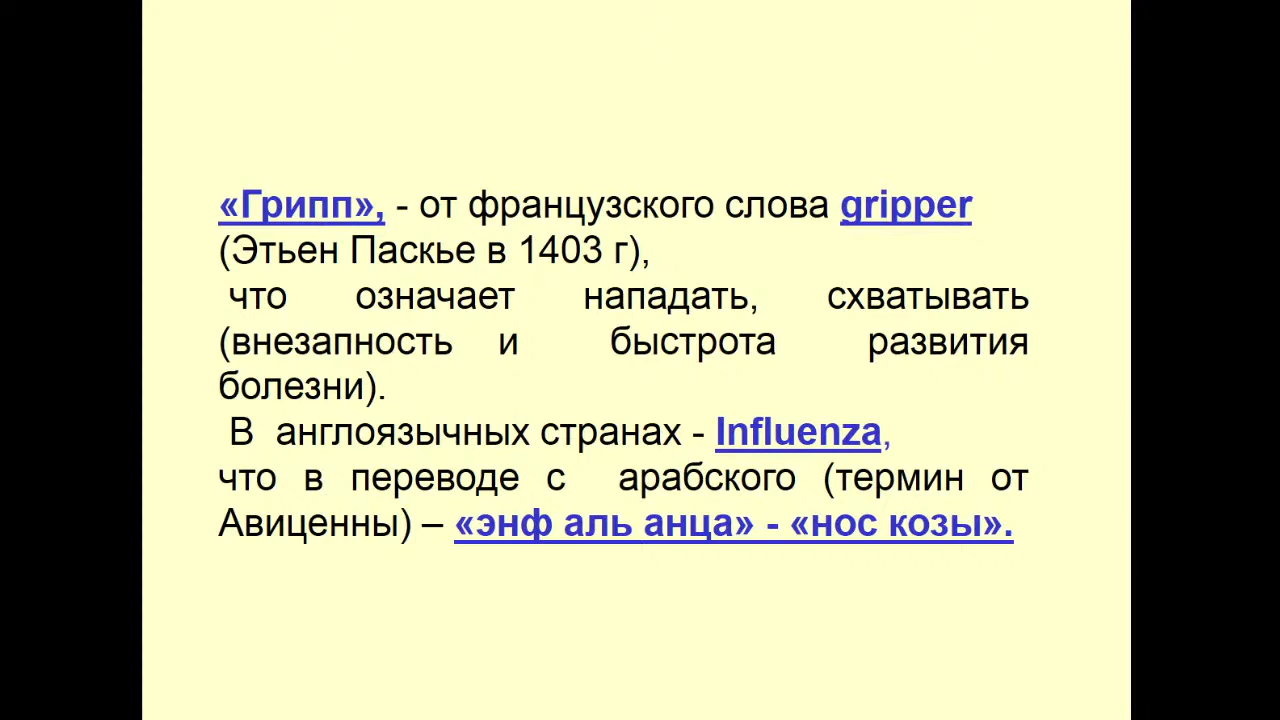 «Грипп», - от французского слова gripper
(Этьен Паскье в 1403 г),
что означает нападать, схватывать
(внезапность и быстрота развития
болезни).
В англоязычных странах - Influenza,
что в переводе с арабского (термин от
Авиценны) – «энф аль анца» - «нос козы».